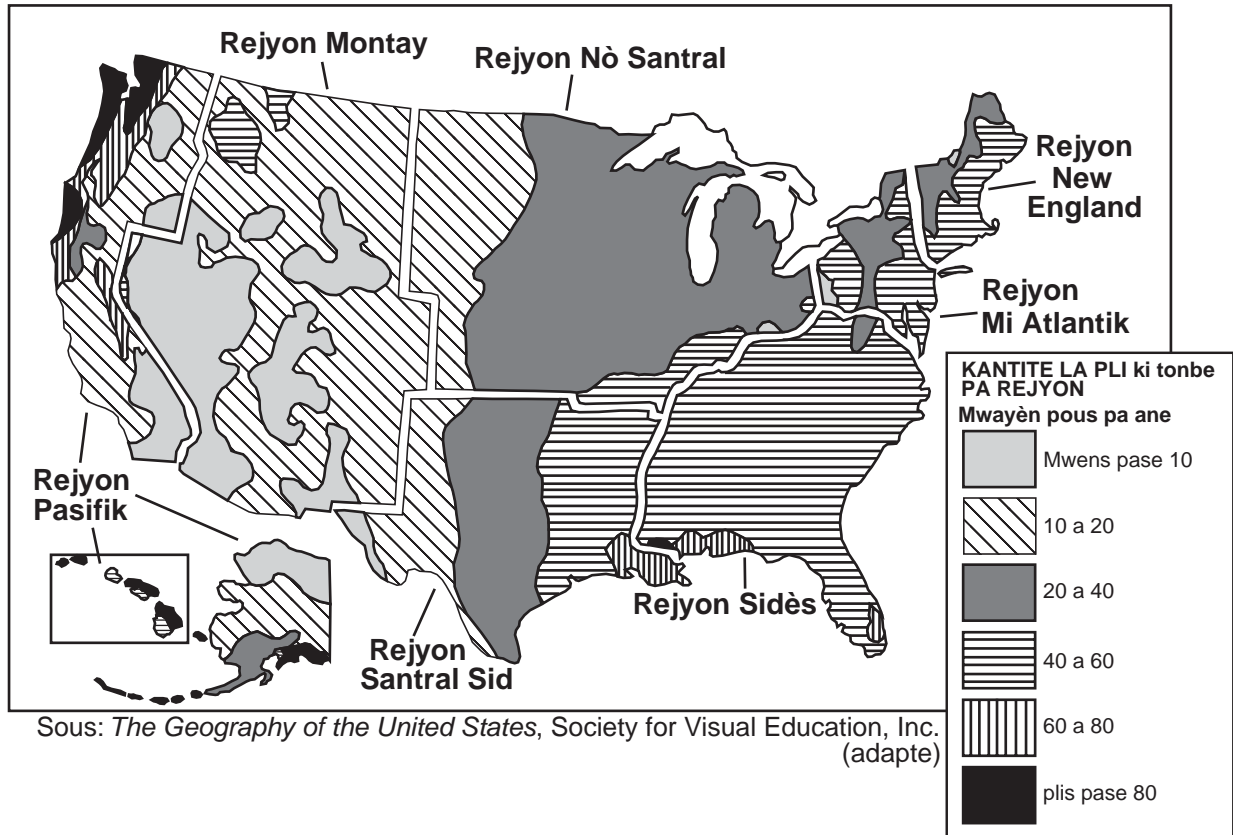 Rejyon Montay
Rejyon Nò Santral
Rejyon
New
England
Rejyon
Mi Atlantik
KANTITE LA PLI ki tonbe
PA REJYON
Mwayèn pous pa ane
Mwens pase 10
10 a 20
20 a 40
40 a 60
60 a 80
plis pase 80
Rejyon
Pasifik
Rejyon Sidès
Rejyon
Santral Sid
Sous: The Geography of the United States, Society for Visual Education, Inc.
(adapte)